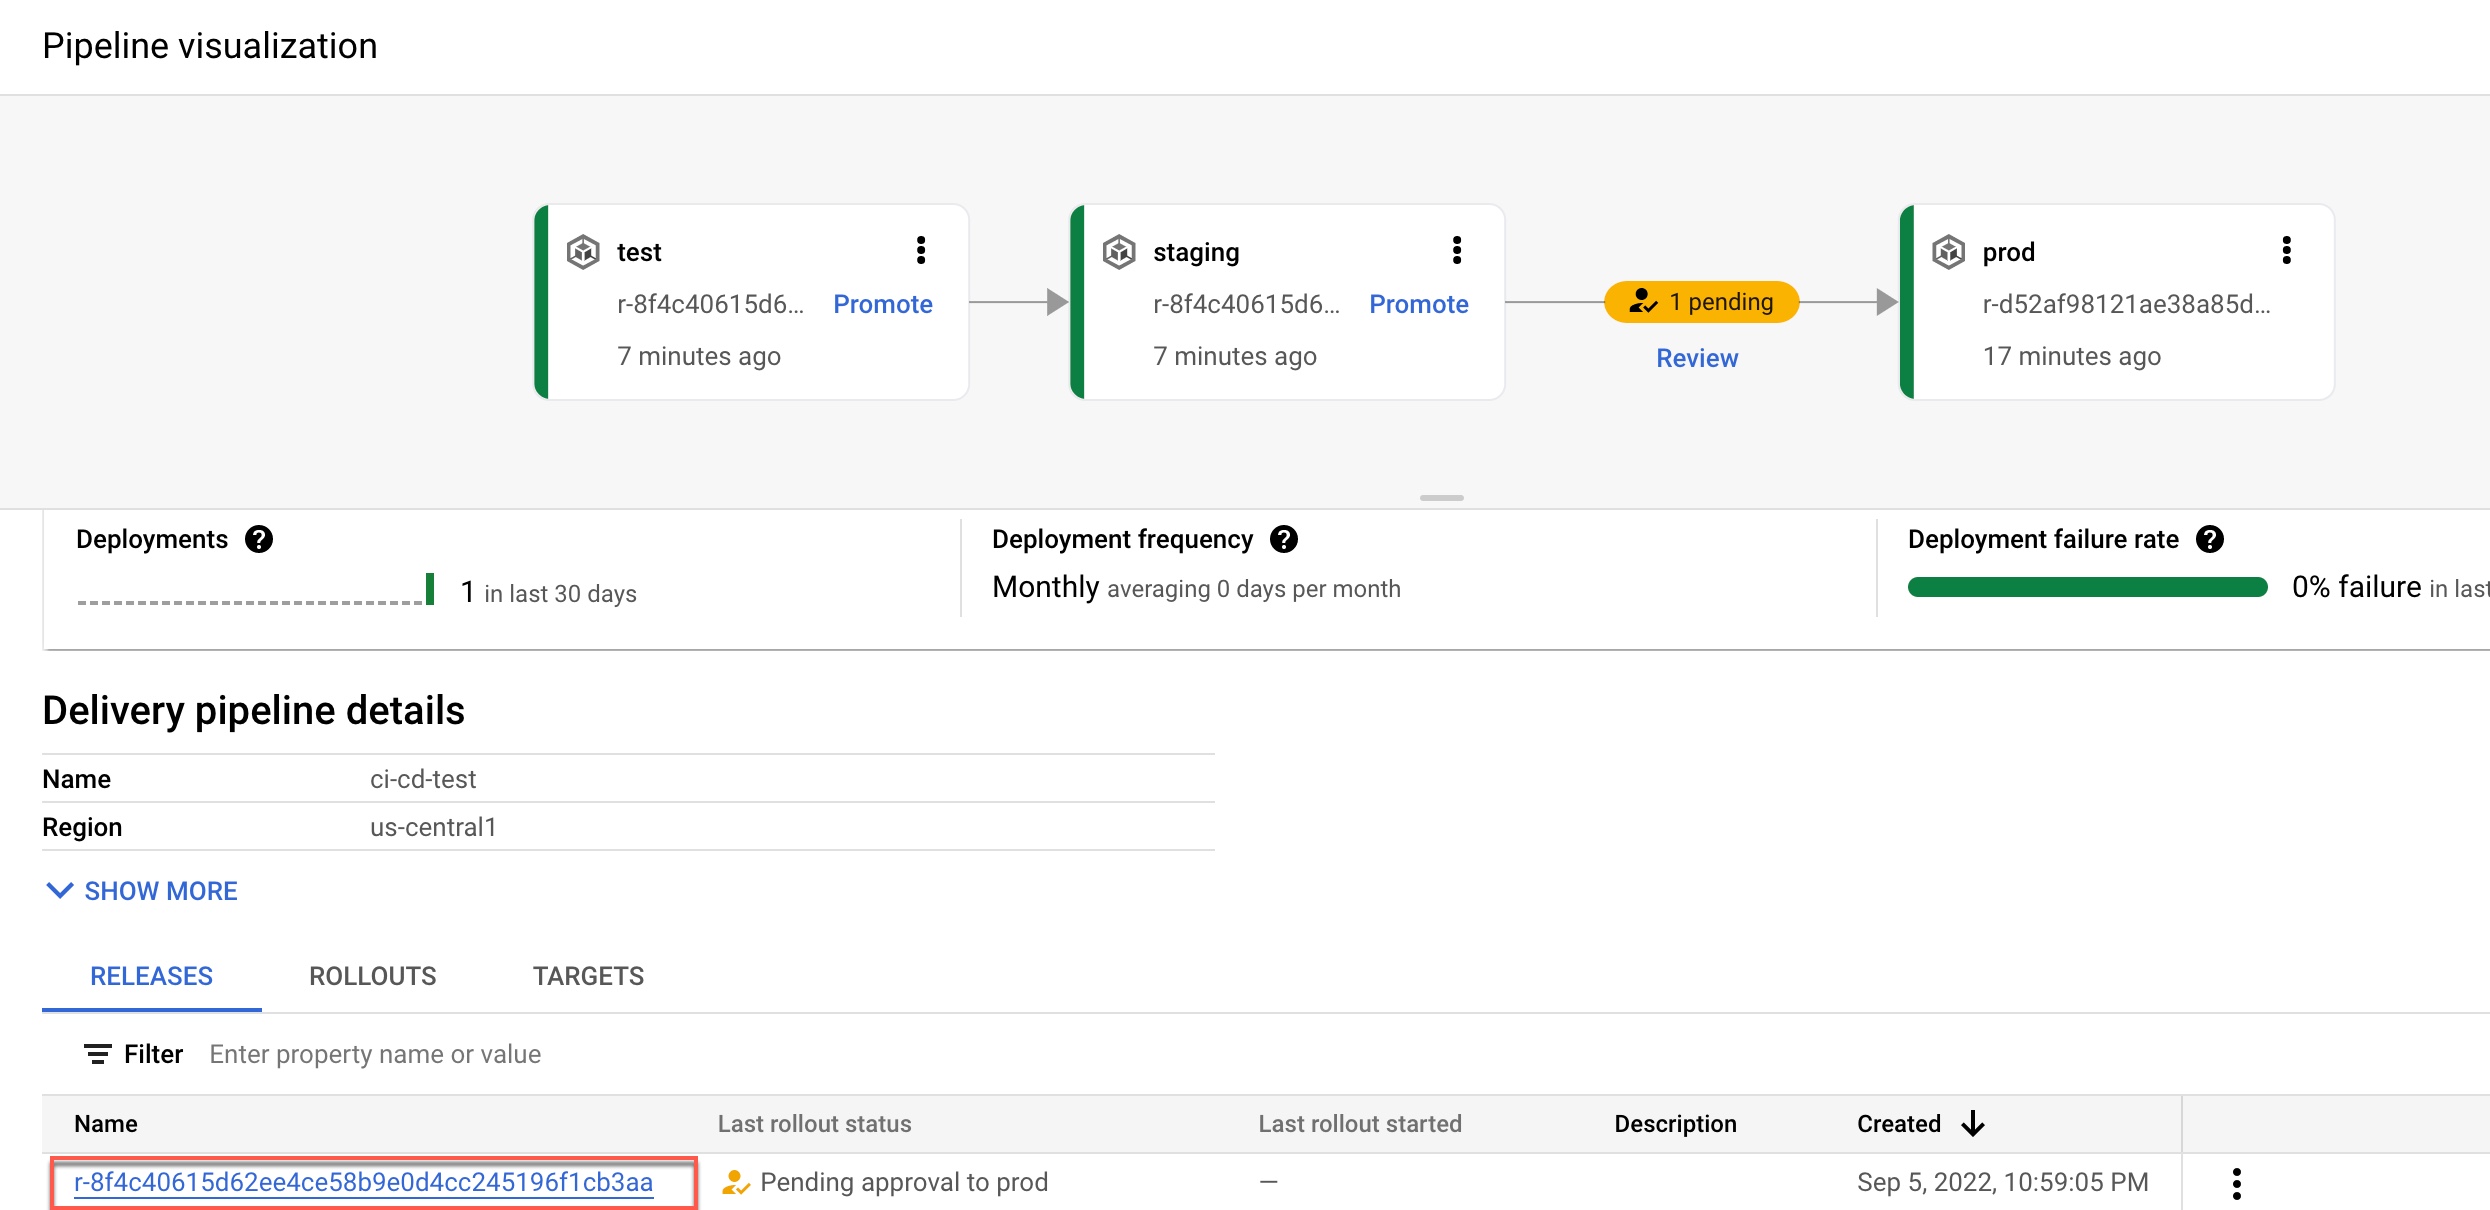 Pipeline visualization
test
r-8f4c40615d6... Promote
7 minutes ago
staging
r-8f4c40615d6... Promote
7 minutes ago
1 pending
Review
prod
r-d52af98121ae38a85d...
17 minutes ago
Deployments ?
1 in last 30 days
Deployment frequency ?
Monthly averaging 0 days per month
Deployment failure rate ?
0% failure in last
Delivery pipeline details
Name ci-cd-test
Region us-central1
SHOW MORE
RELEASES ROLLOUTS TARGETS
Filter Enter property name or value
Name Last rollout status Last rollout started Description Created
r-8f4c40615d62ee4ce58b9e0d4cc245196f1cb3aa Pending approval to prod — Sep 5, 2022, 10:59:05 PM